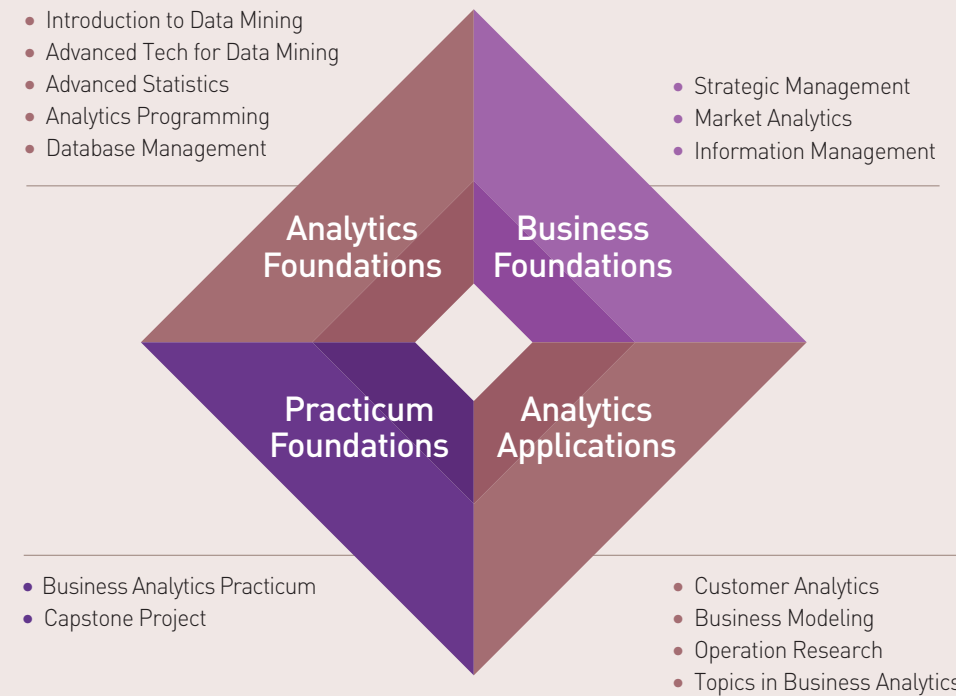 Introduction to Data Mining
Advanced Tech for Data Mining
Advanced Statistics
Analytics Programming
Database Management
Strategic Management
Market Analytics
Information Management
Analytics
Foundations
Business
Foundations
Practicum
Foundations
Analytics
Applications
Business Analytics Practicum
Capstone Project
Customer Analytics
Business Modeling
Operation Research
Topics in Business Analytics